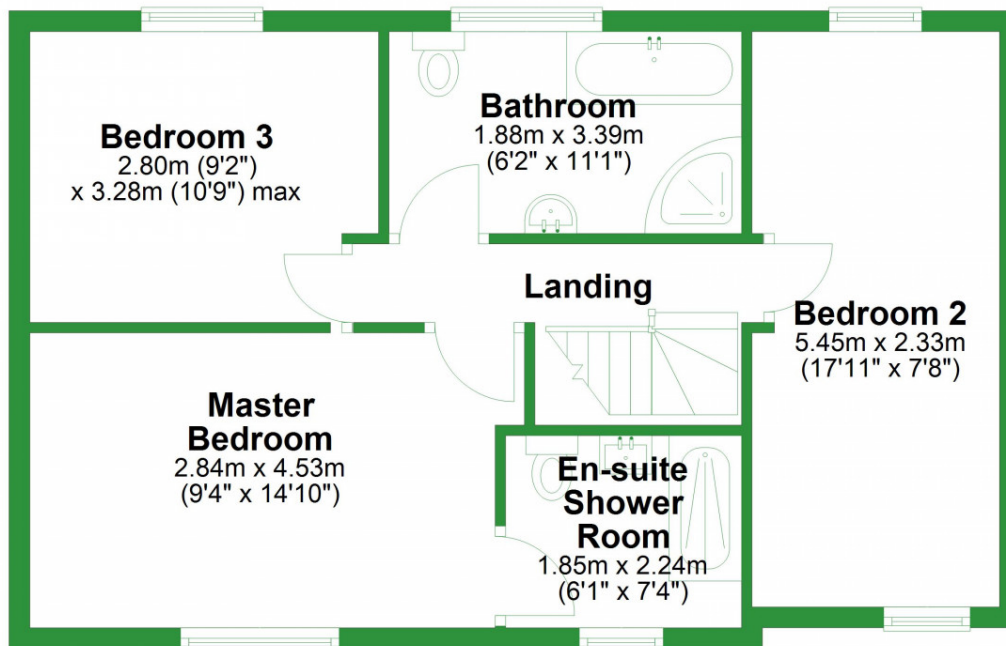 Bedroom 3
2.80m (9'2")
x 3.28m (10'9") max
Bathroom
1.88m x 3.39m
(6'2" x 11'1")
Landing
Bedroom 2
5.45m x 2.33m
(17'11" x 7'8")
Master
Bedroom
2.84m x 4.53m
(9'4" x 14'10")
En-suite
Shower
Room
1.85m x 2.24m
(6'1" x 7'4")